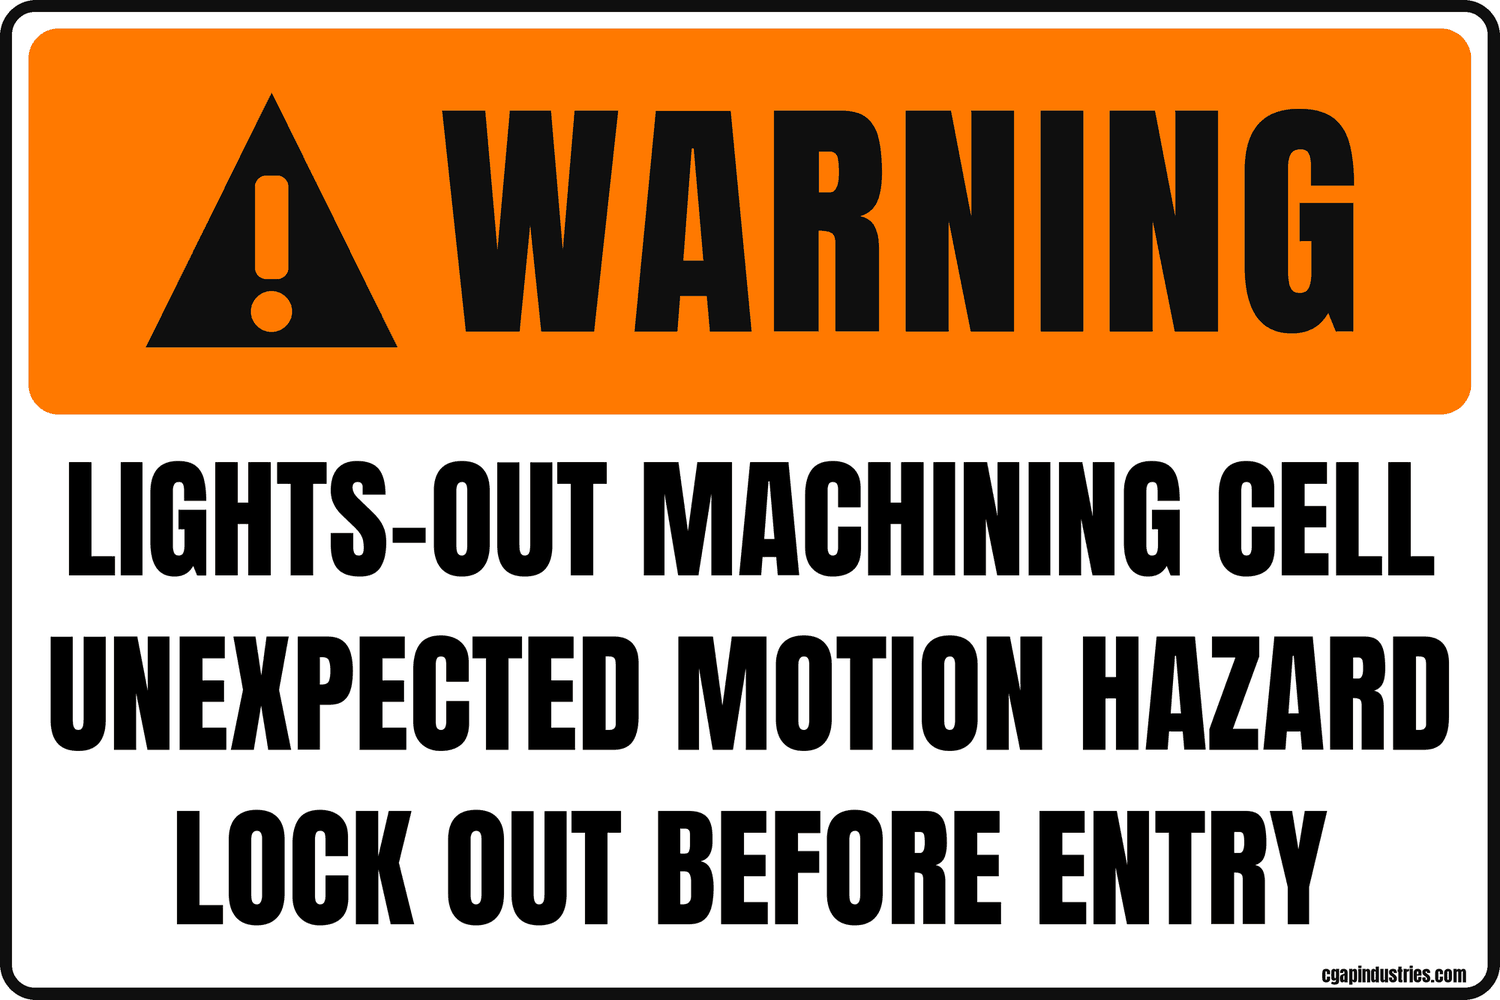 WARNING
LIGHTS-OUT MACHINING CELL
UNEXPECTED MOTION HAZARD
LOCK OUT BEFORE ENTRY
cgapindustries.com